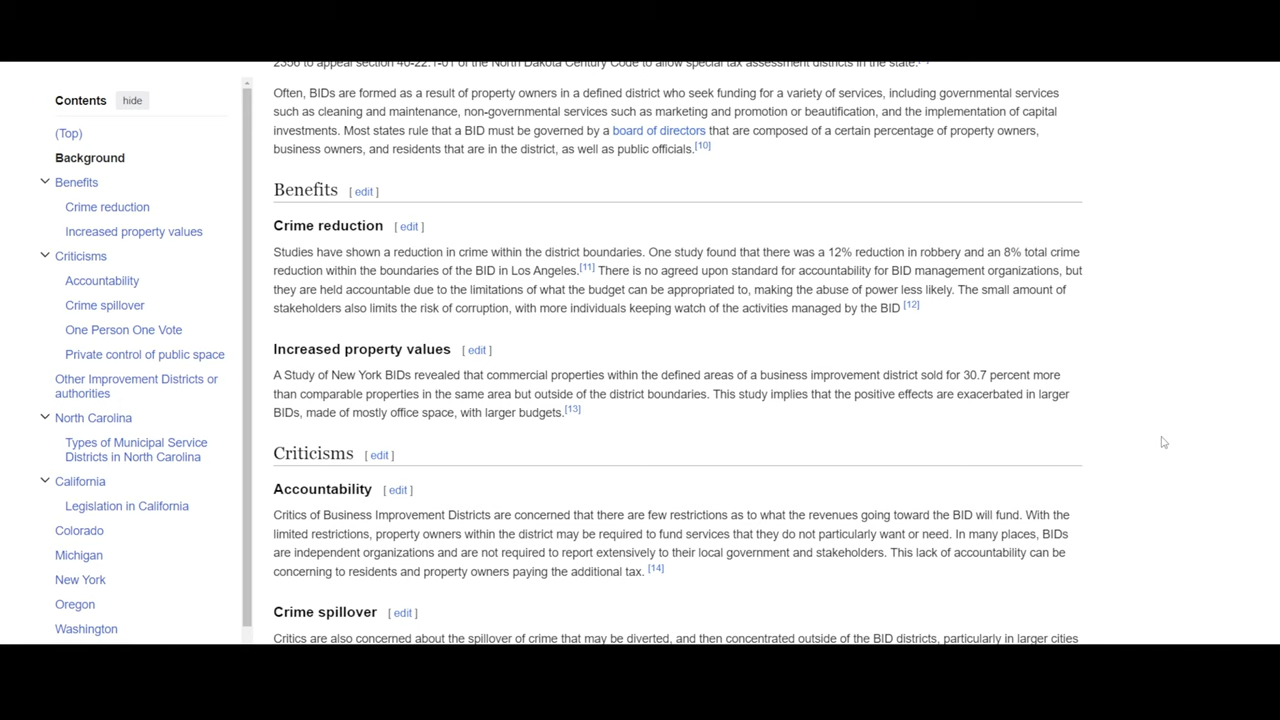 Contents hide
(Top)
Background
Benefits
Crime reduction
Increased property values
Criticisms
Accountability
Crime spillover
One Person One Vote
Private control of public space
Other Improvement Districts or
authorities
North Carolina
Types of Municipal Service
Districts in North Carolina
California
Legislation in California
Colorado
Michigan
New York
Oregon
Washington
2356 to appeal section 40-22.1-01 of the North Dakota Century Code to allow special tax assessment districts in the state.
Often, BIDs are formed as a result of property owners in a defined district who seek funding for a variety of services, including governmental services
such as cleaning and maintenance, non-governmental services such as marketing and promotion or beautification, and the implementation of capital
investments. Most states rule that a BID must be governed by a board of directors that are composed of a certain percentage of property owners,
business owners, and residents that are in the district, as well as public officials.[10]
Benefits [ edit ]
Crime reduction [ edit ]
Studies have shown a reduction in crime within the district boundaries. One study found that there was a 12% reduction in robbery and an 8% total crime
reduction within the boundaries of the BID in Los Angeles.[11] There is no agreed upon standard for accountability for BID management organizations, but
they are held accountable due to the limitations of what the budget can be appropriated to, making the abuse of power less likely. The small amount of
stakeholders also limits the risk of corruption, with more individuals keeping watch of the activities managed by the BID [12]
Increased property values [ edit ]
A Study of New York BIDs revealed that commercial properties within the defined areas of a business improvement district sold for 30.7 percent more
than comparable properties in the same area but outside of the district boundaries. This study implies that the positive effects are exacerbated in larger
BIDs, made of mostly office space, with larger budgets.[13]
Criticisms [ edit ]
Accountability [ edit ]
Critics of Business Improvement Districts are concerned that there are few restrictions as to what the revenues going toward the BID will fund. With the
limited restrictions, property owners within the district may be required to fund services that they do not particularly want or need. In many places, BIDs
are independent organizations and are not required to report extensively to their local government and stakeholders. This lack of accountability can be
concerning to residents and property owners paying the additional tax. [14]
Crime spillover [ edit ]
Critics are also concerned about the spillover of crime that may be diverted, and then concentrated outside of the BID districts, particularly in larger cities